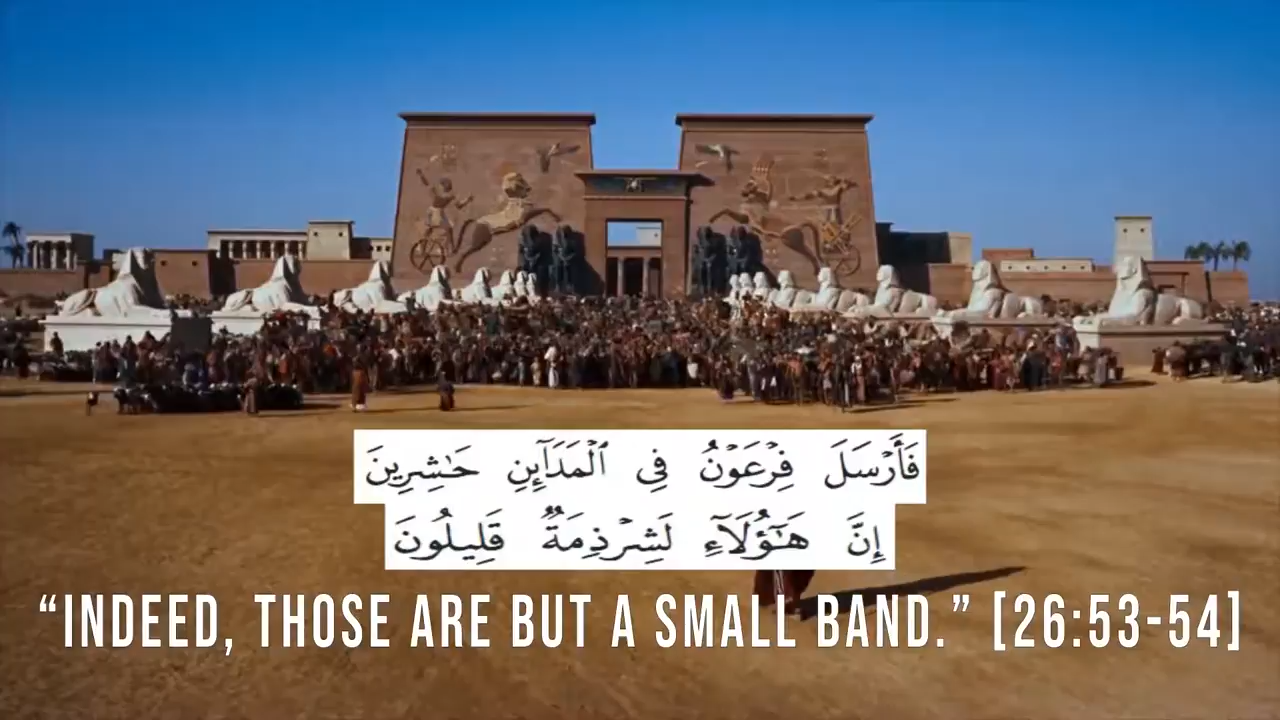 فَأَرْسَلَ فِرْعَوْنُ فِى ٱلْمَدَآئِنِ حَـٰشِرِينَ
إِنَّ هَـٰٓؤُلَآءِ لَشِرْذِمَةٌ قَلِيلُونَ
“INDEED, THOSE ARE BUT A SMALL BAND.” [26:53-54]